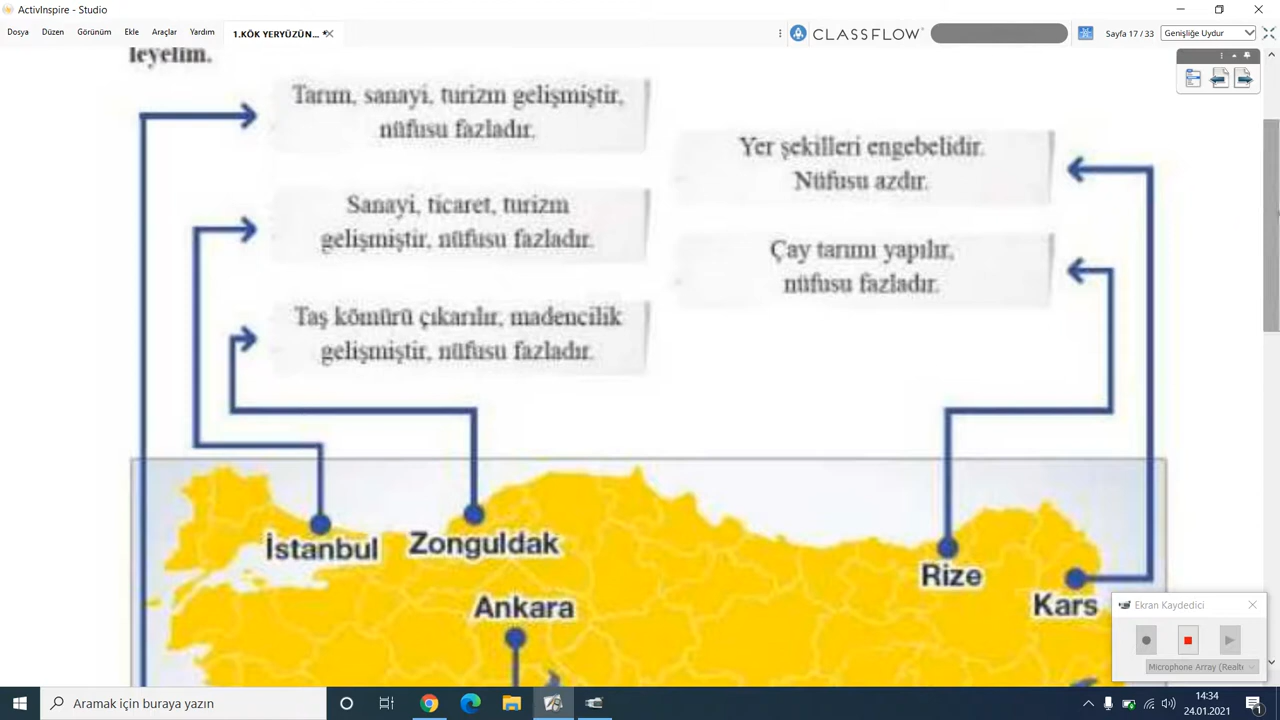 ActivInspire - Studio
Dosya Düzen Görünüm Ekle Araçlar Yardım
1.KÖK YERYÜZÜN...
CLASSFLOW
Sayfa 17 / 33
Genişliğe Uydur
leyelim.
Tarım, sanayi, turizm gelişmiştir,
nüfusu fazladır.
Sanayi, ticaret, turizm
gelişmiştir, nüfusu fazladır.
Taş kömürü çıkarılır, madencilik
gelişmiştir, nüfusu fazladır.
Yer şekilleri engebelidir.
Nüfusu azdır.
Çay tarımı yapılır,
nüfusu fazladır.
İstanbul
Zonguldak
Ankara
Rize
Kars
Ekran Kaydedici
Microphone Array (Realte
Aramak için buraya yazın
14:34
24.01.2021
1